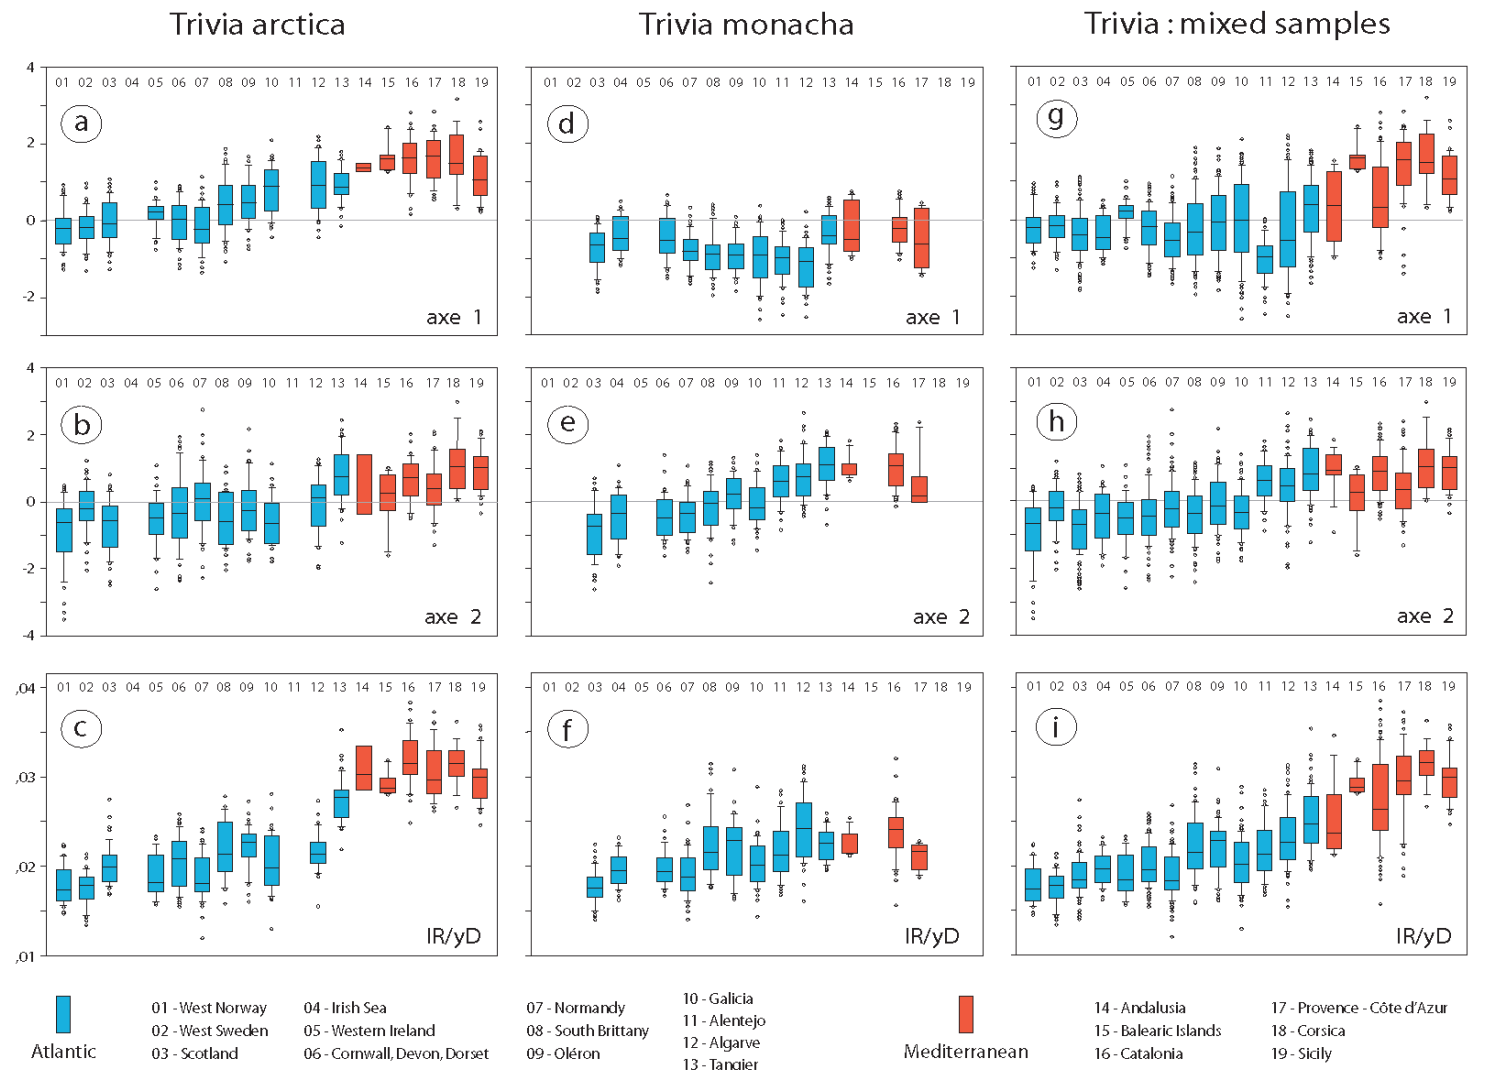 Trivia arctica
Trivia monacha
Trivia : mixed samples
4 01 02 03 04 05 06 07 08 09 10 11 12 13 14 15 16 17 18 19
01 02 03 04 05 06 07 08 09 10 11 12 13 14 15 16 17 18 19
01 02 03 04 05 06 07 08 09 10 11 12 13 14 15 16 17 18 19
a
d
g
2
0
-2
axe 1
axe 1
axe 1
4 01 02 03 04 05 06 07 08 09 10 11 12 13 14 15 16 17 18 19
01 02 03 04 05 06 07 08 09 10 11 12 13 14 15 16 17 18 19
01 02 03 04 05 06 07 08 09 10 11 12 13 14 15 16 17 18 19
b
e
h
2
0
-2
-4
axe 2
axe 2
axe 2
,04 01 02 03 04 05 06 07 08 09 10 11 12 13 14 15 16 17 18 19
01 02 03 04 05 06 07 08 09 10 11 12 13 14 15 16 17 18 19
01 02 03 04 05 06 07 08 09 10 11 12 13 14 15 16 17 18 19
c
f
i
,03
,02
,01
IR/yD
IR/yD
IR/yD
Atlantic
01 - West Norway
02 - West Sweden
03 - Scotland
04 - Irish Sea
05 - Western Ireland
06 - Cornwall, Devon, Dorset
07 - Normandy
08 - South Brittany
09 - Oléron
10 - Galicia
11 - Alentejo
12 - Algarve
13 - Tangier
Mediterranean
14 - Andalusia
15 - Balearic Islands
16 - Catalonia
17 - Provence - Côte d'Azur
18 - Corsica
19 - Sicily